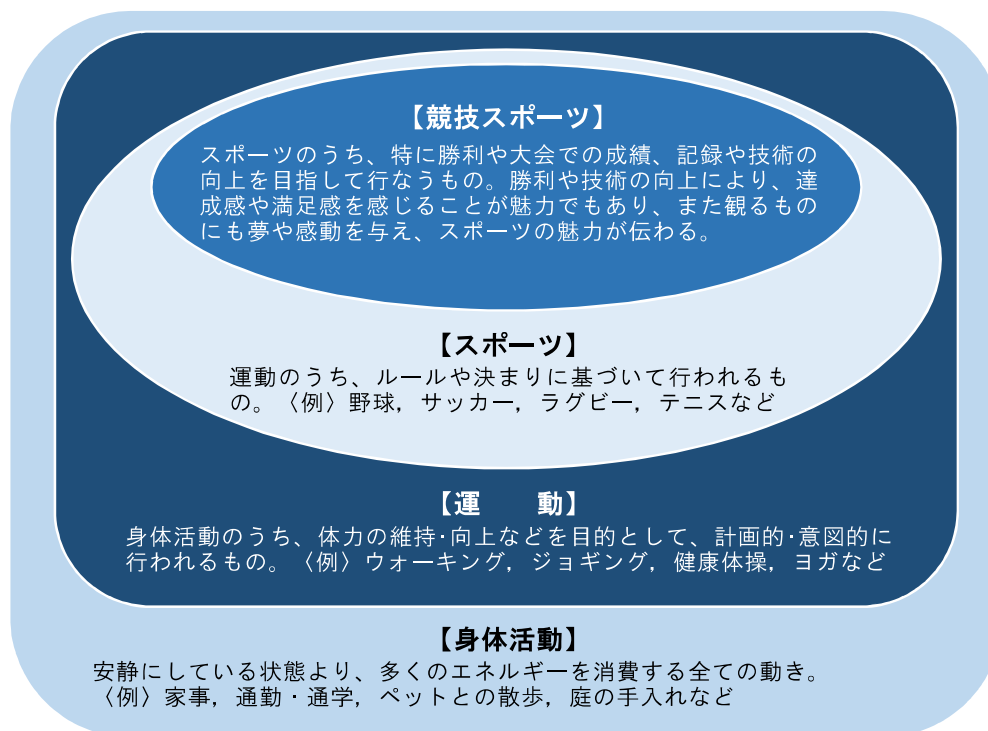 【競技スポーツ】
スポーツのうち、特に勝利や大会での成績、記録や技術の
向上を目指して行なうもの。勝利や技術の向上により、達
成感や満足感を感じることが魅力でもあり、また観るもの
にも夢や感動を与え、スポーツの魅力が伝わる。
【スポーツ】
運動のうち、ルールや決まりに基づいて行われるも
の。〈例〉野球，サッカー，ラグビー，テニスなど
【運　　動】
身体活動のうち、体力の維持・向上などを目的として、計画的・意図的に
行われるもの。〈例〉ウォーキング，ジョギング，健康体操，ヨガなど
【身体活動】
安静にしている状態より、多くのエネルギーを消費する全ての動き。
〈例〉家事，通勤・通学，ペットとの散歩，庭の手入れなど